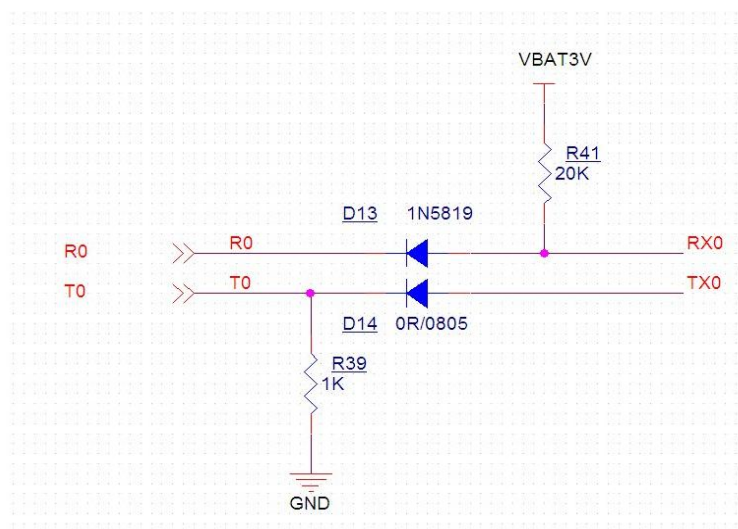 VBAT3V
R41
20K
D13 1N5819
R0 R0 RX0
T0 T0 TX0
D14 0R/0805
R39
1K
GND